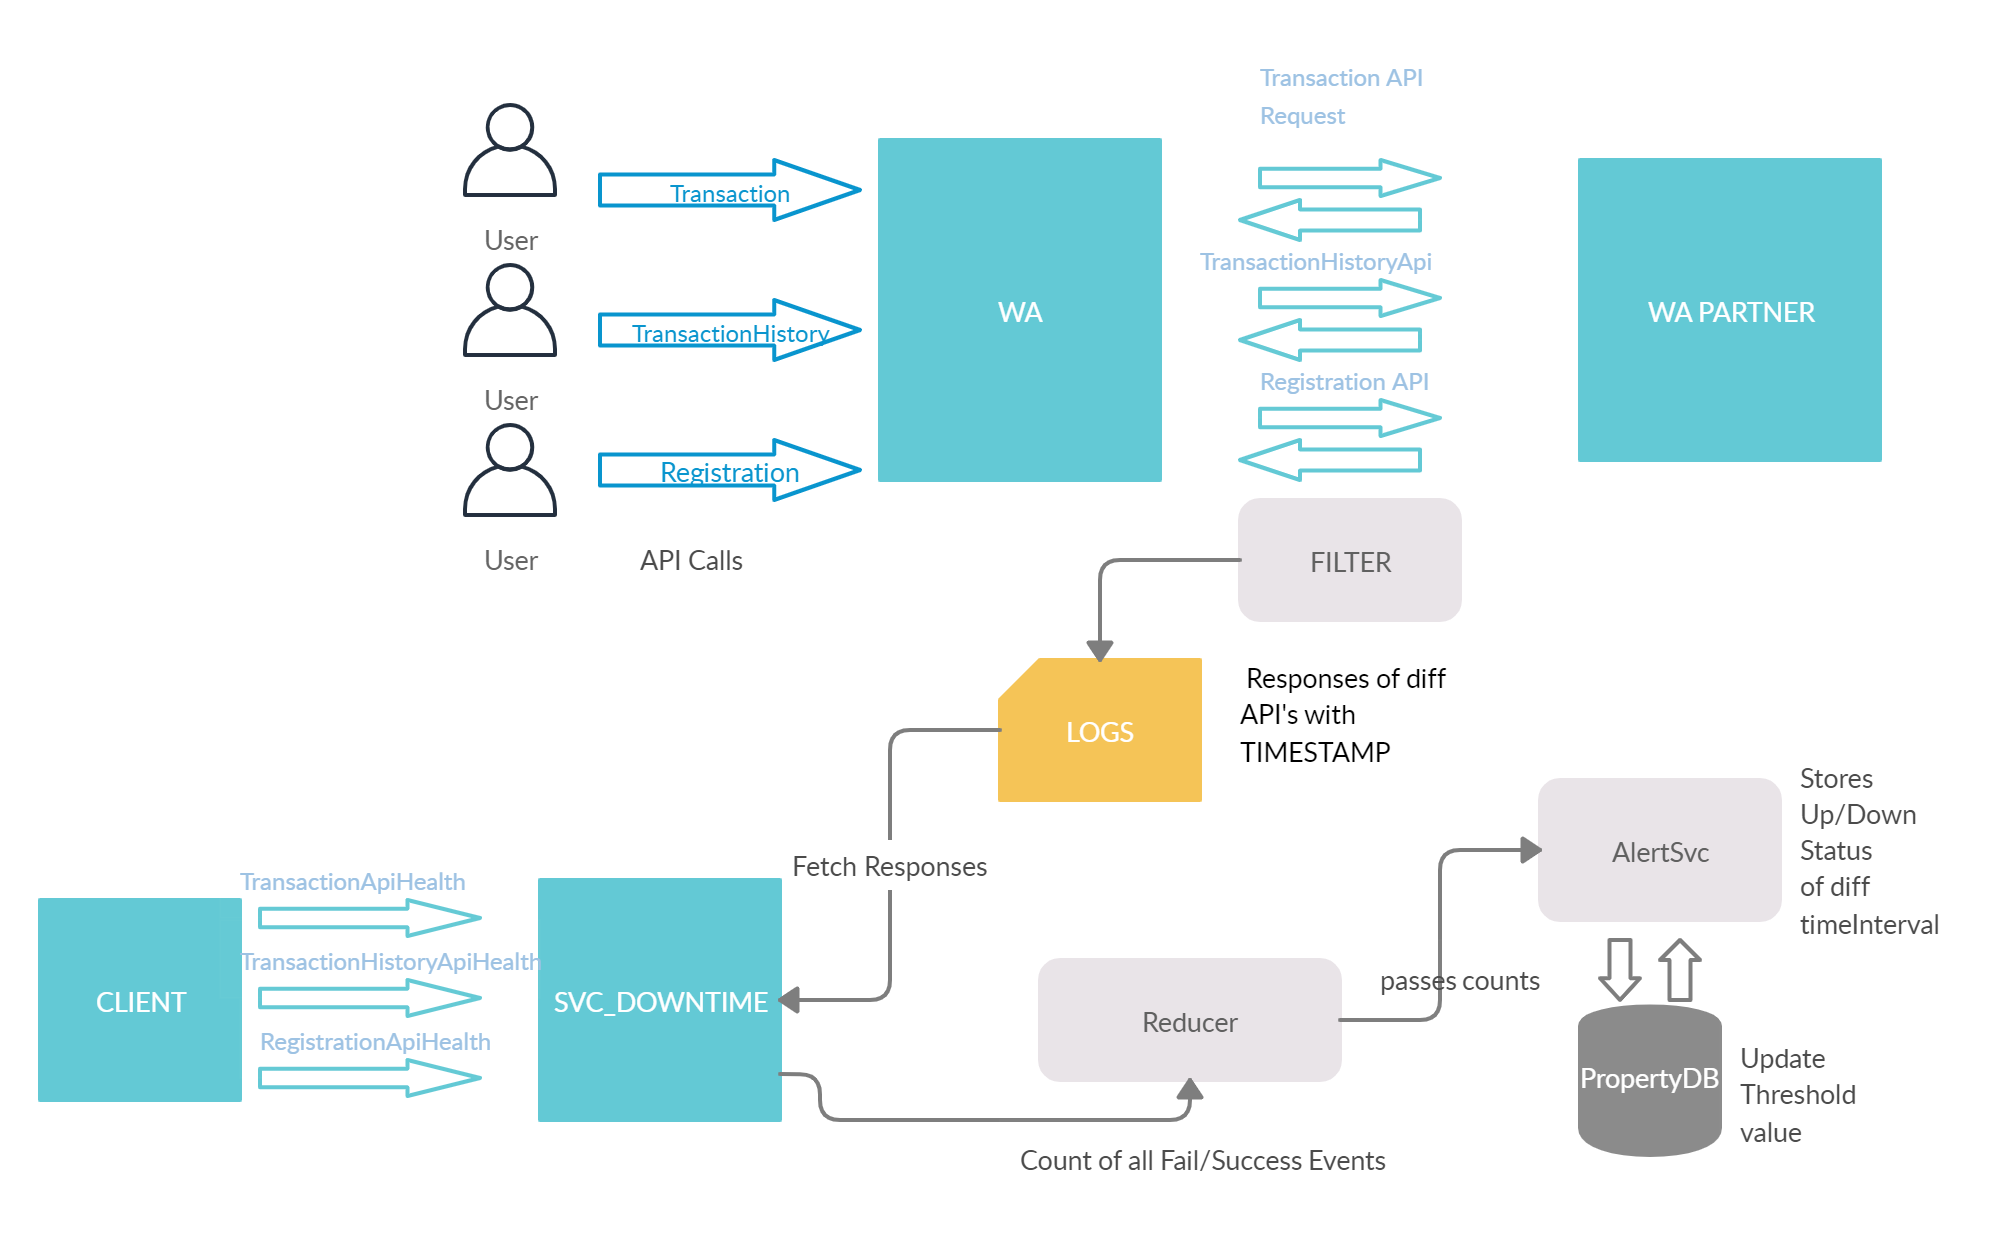 Transaction API
Request
User
Transaction
User
TransactionHistory
User
Registration
API Calls
WA
TransactionHistoryApi
Registration API
WA PARTNER
FILTER
LOGS
Responses of diff
API's with
TIMESTAMP
Fetch Responses
CLIENT
TransactionApiHealth
TransactionHistoryApiHealth
RegistrationApiHealth
SVC_DOWNTIME
Reducer
Count of all Fail/Success Events
passes counts
AlertSvc
Stores
Up/Down
Status
of diff
timeInterval
PropertyDB
Update
Threshold
value